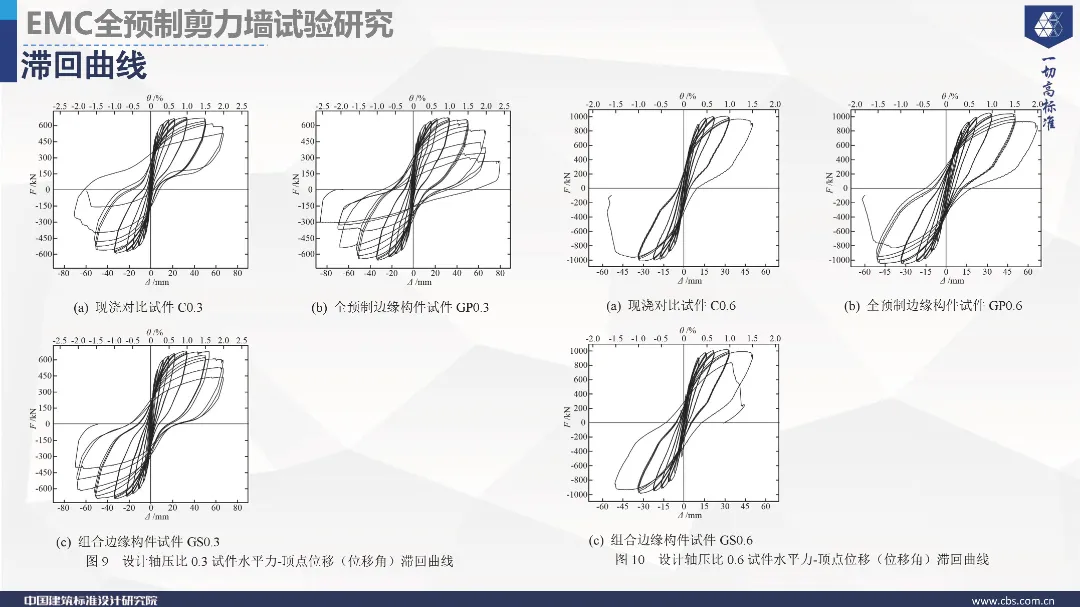 EMC全预制剪力墙试验研究
滞回曲线
一切高标准
θ /%
-2.5 -2.0 -1.5 -1.0 -0.5 0 0.5 1.0 1.5 2.0 2.5
600
450
300
150
0
-150
-300
-450
-600
F /kN
-80 -60 -40 -20 0 20 40 60 80
Δ /mm
(a) 现浇对比试件 C0.3
θ /%
-2.5 -2.0 -1.5 -1.0 -0.5 0 0.5 1.0 1.5 2.0 2.5
600
450
300
150
0
-150
-300
-450
-600
F /kN
-80 -60 -40 -20 0 20 40 60 80
Δ /mm
(b) 全预制边缘构件试件 GP0.3
θ /%
-2.0 -1.5 -1.0 -0.5 0 0.5 1.0 1.5 2.0
1000
800
600
400
200
0
-200
-400
-600
-800
-1000
F /kN
-60 -45 -30 -15 0 15 30 45 60
Δ /mm
(a) 现浇对比试件 C0.6
θ /%
-2.0 -1.5 -1.0 -0.5 0 0.5 1.0 1.5 2.0
1000
800
600
400
200
0
-200
-400
-600
-800
-1000
F /kN
-60 -45 -30 -15 0 15 30 45 60
Δ /mm
(b) 全预制边缘构件试件 GP0.6
θ /%
-2.5 -2.0 -1.5 -1.0 -0.5 0 0.5 1.0 1.5 2.0 2.5
600
450
300
150
0
-150
-300
-450
-600
F /kN
-80 -60 -40 -20 0 20 40 60 80
Δ /mm
(c) 组合边缘构件试件 GS0.3
图 9 设计轴压比 0.3 试件水平力-顶点位移（位移角）滞回曲线
θ /%
-2.0 -1.5 -1.0 -0.5 0 0.5 1.0 1.5 2.0
1000
800
600
400
200
0
-200
-400
-600
-800
-1000
F /kN
-60 -45 -30 -15 0 15 30 45 60
Δ /mm
(c) 组合边缘构件试件 GS0.6
图 10 设计轴压比 0.6 试件水平力-顶点位移（位移角）滞回曲线
中国建筑标准设计研究院
www.cbs.com.cn